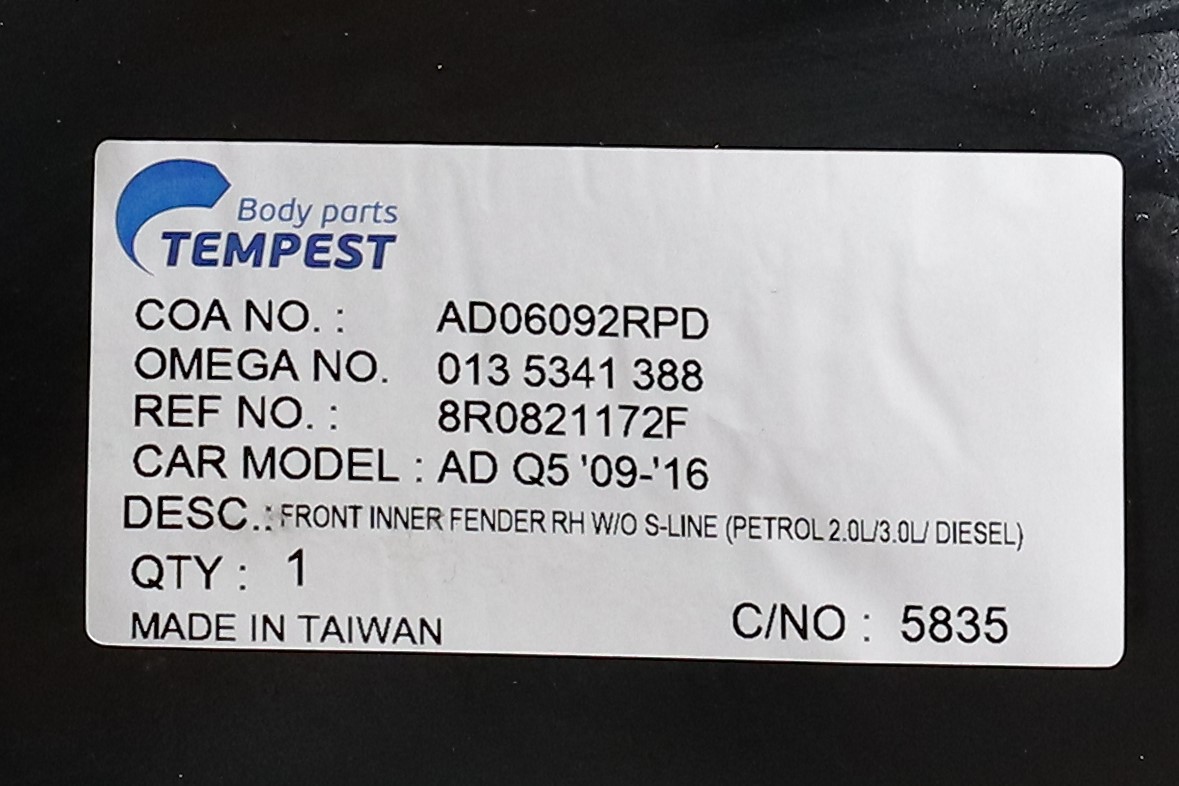 Body parts
TEMPEST
COA NO. : AD06092RPD
OMEGA NO. 013 5341 388
REF NO. : 8R0821172F
CAR MODEL : AD Q5 '09-'16
DESC.: FRONT INNER FENDER RH W/O S-LINE (PETROL 2.0L/3.0L/ DIESEL)
QTY : 1
MADE IN TAIWAN C/NO : 5835